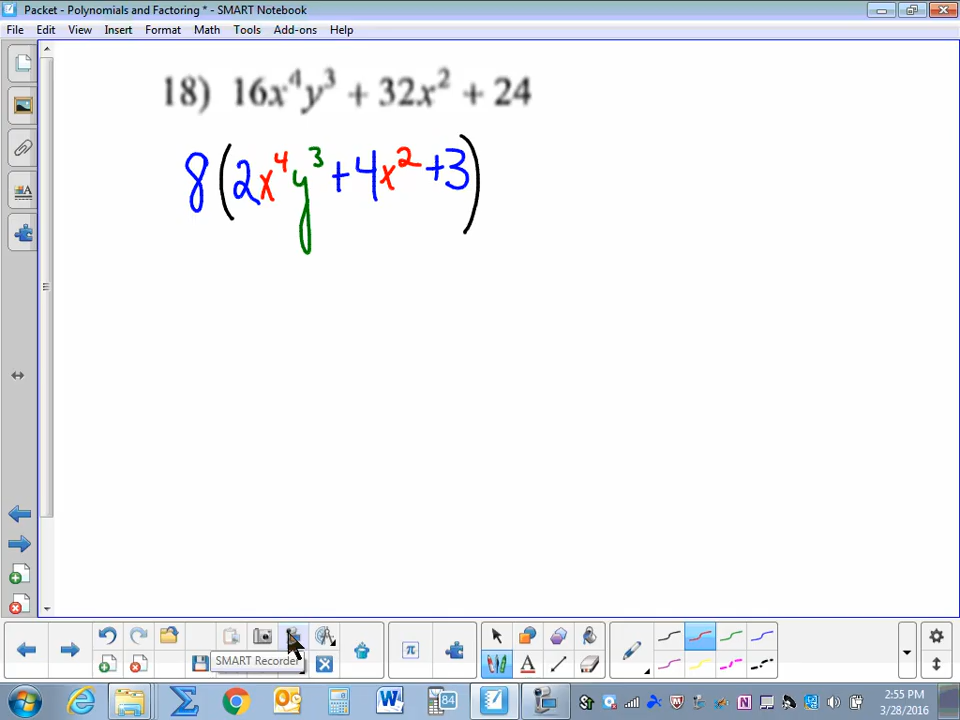 Packet - Polynomials and Factoring * - SMART Notebook
File Edit View Insert Format Math Tools Add-ons Help
18) 16x⁴y³ + 32x² + 24
8(2x⁴y³+4x²+3)
SMART Recorder
2:55 PM
3/28/2016